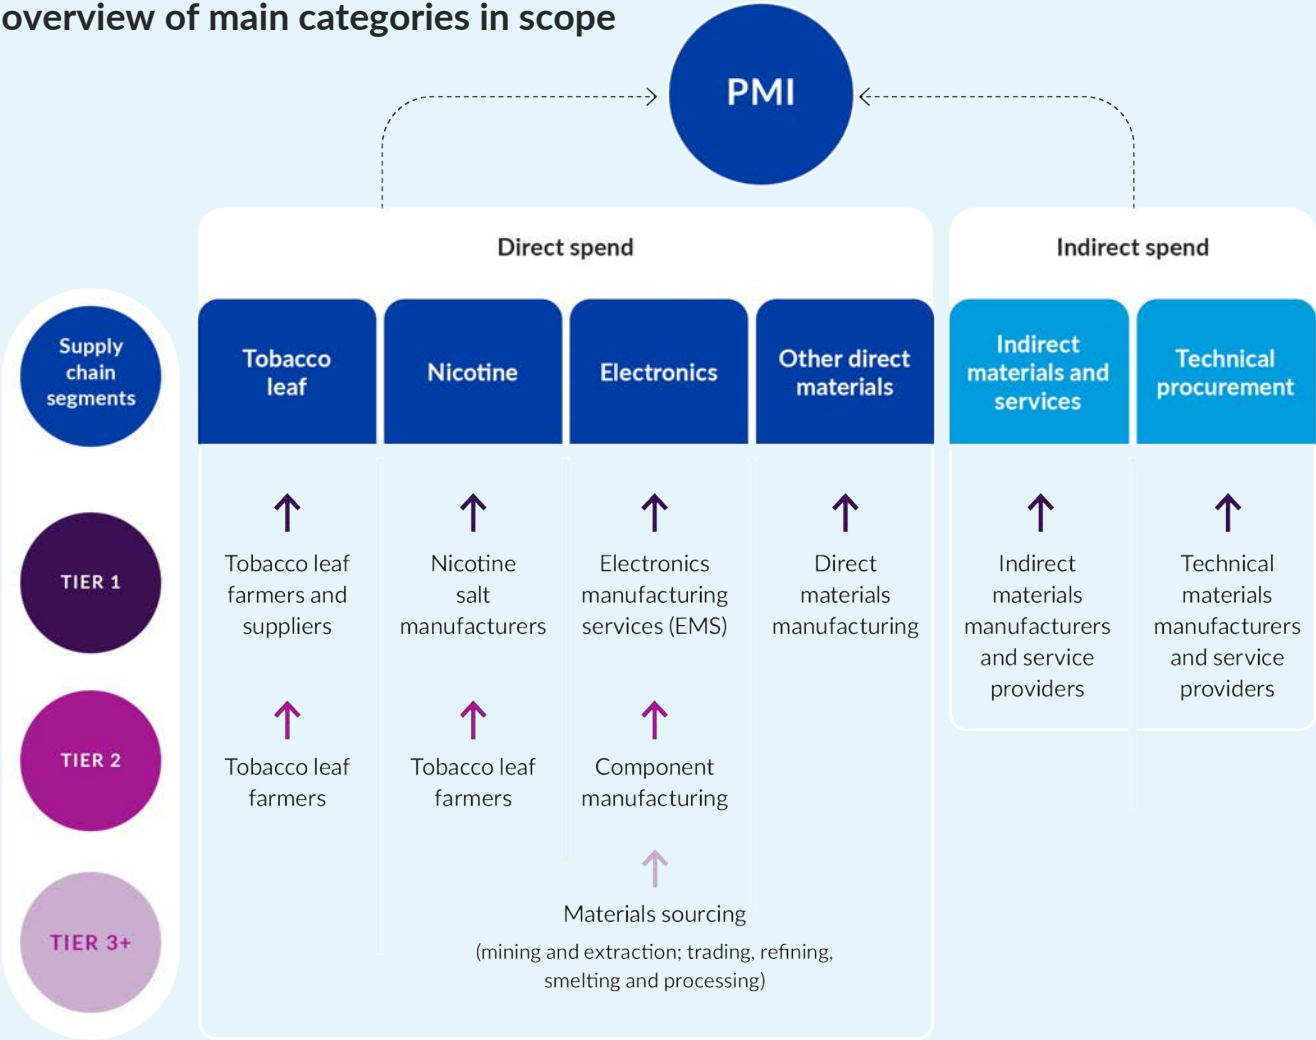 overview of main categories in scope
PMI
Direct spend
Indirect spend
Supply
chain
segments
Tobacco
leaf
Nicotine
Electronics
Other direct
materials
Indirect
materials and
services
Technical
procurement
TIER 1
Tobacco leaf
farmers and
suppliers
Nicotine
salt
manufacturers
Electronics
manufacturing
services (EMS)
Direct
materials
manufacturing
Indirect
materials
manufacturers
and service
providers
Technical
materials
manufacturers
and service
providers
TIER 2
Tobacco leaf
farmers
Tobacco leaf
farmers
Component
manufacturing
TIER 3+
Materials sourcing
(mining and extraction; trading, refining,
smelting and processing)